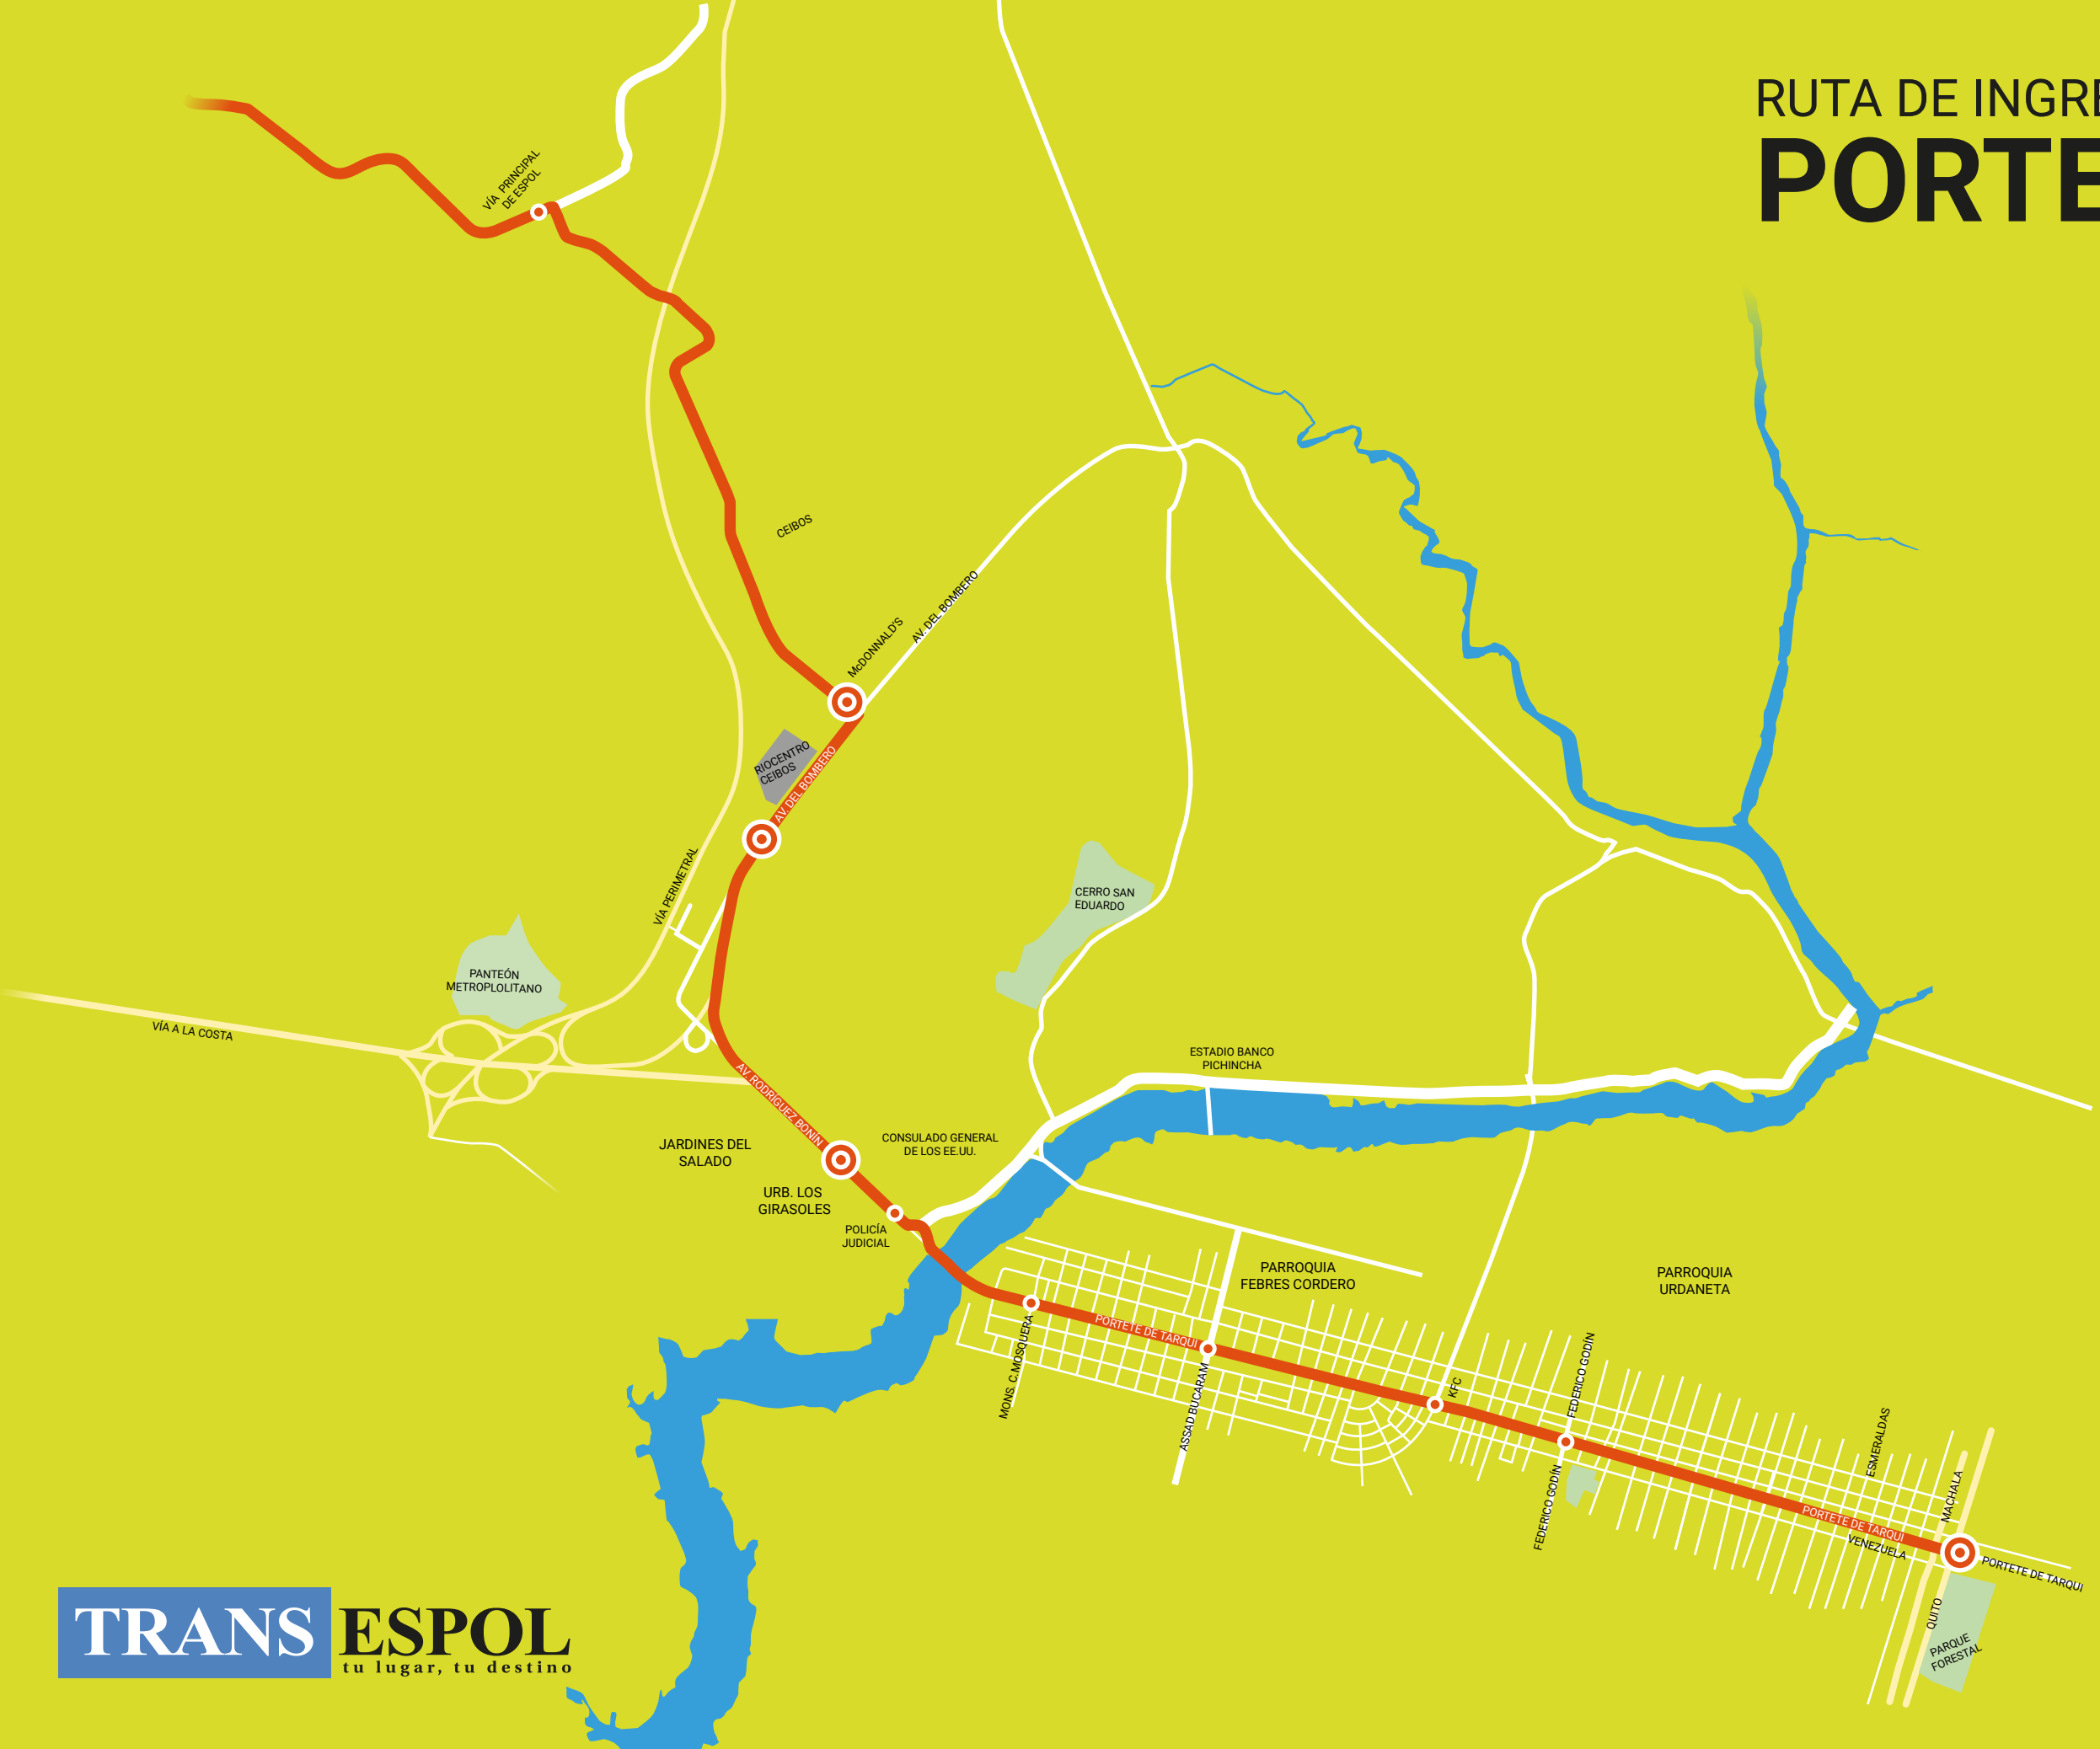 RUTA DE INGRE
PORTE
VÍA PRINCIPAL
DE ESPOL
CEIBOS
McDONNALD'S
AV. DEL BOMBERO
RIOCENTRO
CEIBOS
AV. DEL BOMBERO
VÍA PERIMETRAL
CERRO SAN
EDUARDO
PANTEÓN
METROPLOLITANO
VÍA A LA COSTA
ESTADIO BANCO
PICHINCHA
AV. RODRÍGUEZ BONÍN
JARDINES DEL
SALADO
CONSULADO GENERAL
DE LOS EE.UU.
URB. LOS
GIRASOLES
POLICÍA
JUDICIAL
PARROQUIA
FEBRES CORDERO
PARROQUIA
URDANETA
MONS. C.MOSQUERA
PORTETE DE TARQUI
ASSAD BUCARAM
KFC
FEDERICO GODÍN
FEDERICO GODÍN
ESMERALDAS
MACHALA
PORTETE DE TARQUI
VENEZUELA
PORTETE DE TARQUI
QUITO
PARQUE
FORESTAL
TRANS ESPOL
tu lugar, tu destino